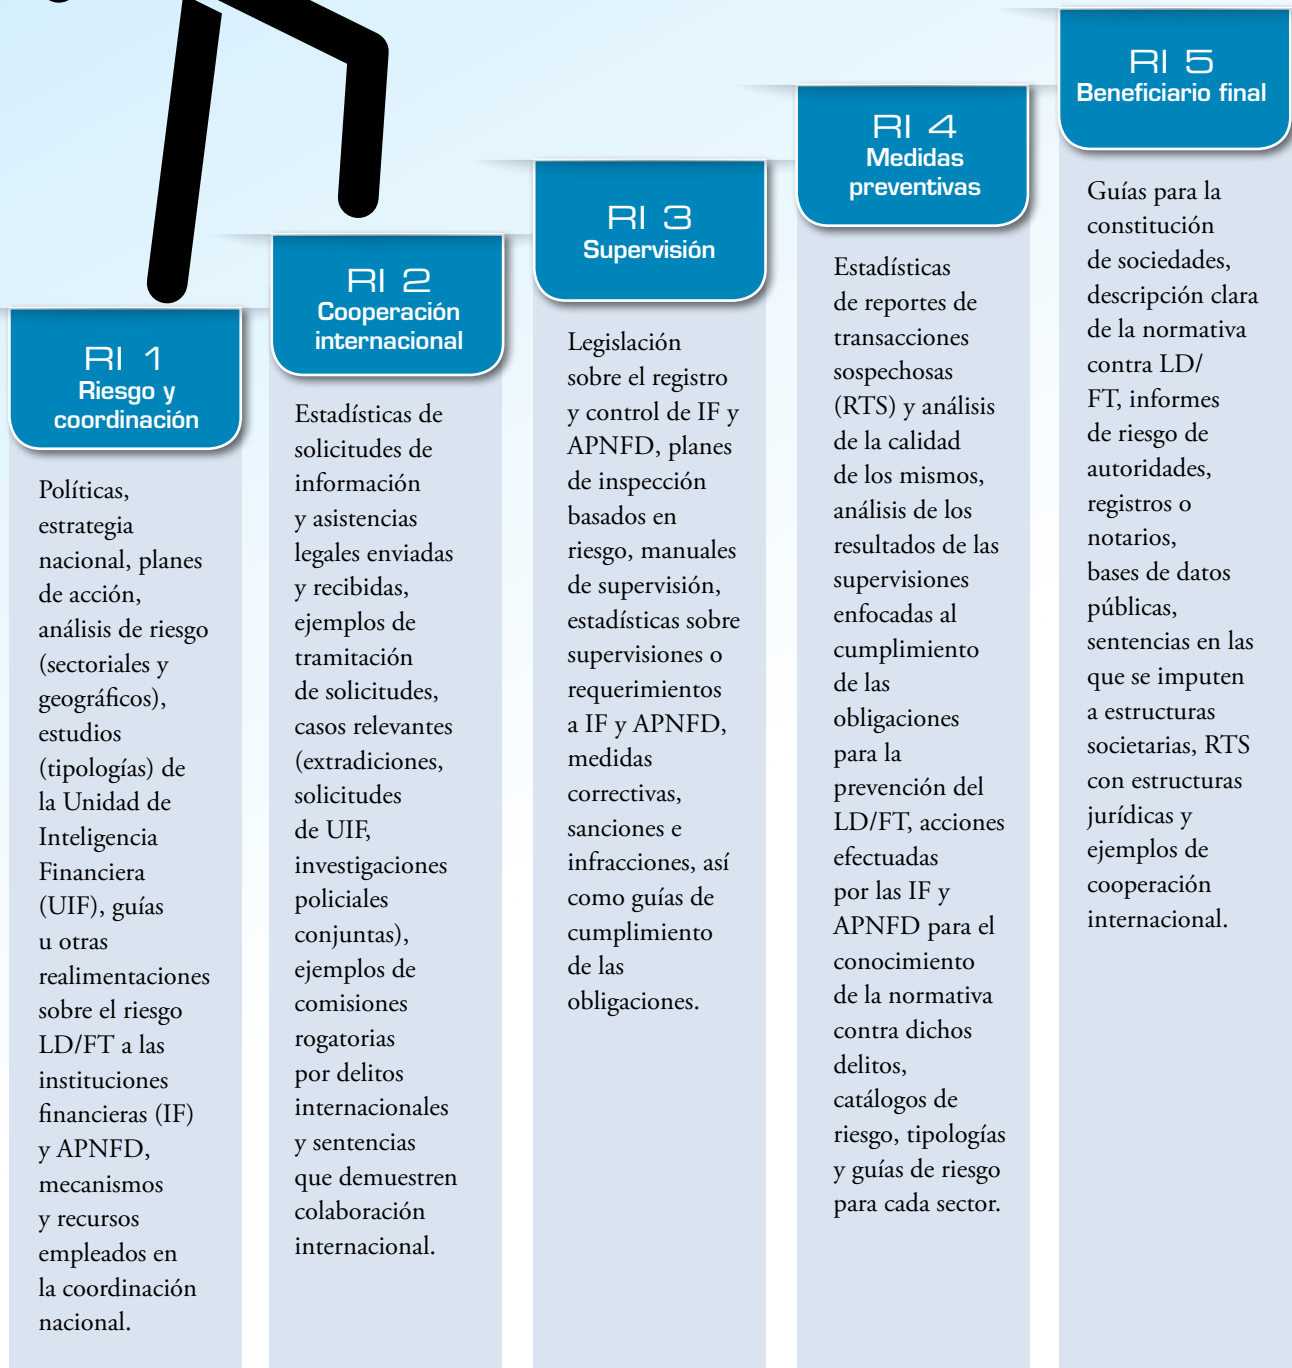 RI 1
Riesgo y
coordinación
Políticas,
estrategia
nacional, planes
de acción,
análisis de riesgo
(sectoriales y
geográficos),
estudios
(tipologías) de
la Unidad de
Inteligencia
Financiera
(UIF), guías
u otras
realimentaciones
sobre el riesgo
LD/FT a las
instituciones
financieras (IF)
y APNFD,
mecanismos
y recursos
empleados en
la coordinación
nacional.
RI 2
Cooperación
internacional
Estadísticas de
solicitudes de
información
y asistencias
legales enviadas
y recibidas,
ejemplos de
tramitación
de solicitudes,
casos relevantes
(extradiciones,
solicitudes
de UIF,
investigaciones
policiales
conjuntas),
ejemplos de
comisiones
rogatorias
por delitos
internacionales
y sentencias
que demuestren
colaboración
internacional.
RI 3
Supervisión
Legislación
sobre el registro
y control de IF y
APNFD, planes
de inspección
basados en
riesgo, manuales
de supervisión,
estadísticas sobre
supervisiones o
requerimientos
a IF y APNFD,
medidas
correctivas,
sanciones e
infracciones, así
como guías de
cumplimiento
de las
obligaciones.
RI 4
Medidas
preventivas
Estadísticas
de reportes de
transacciones
sospechosas
(RTS) y análisis
de la calidad
de los mismos,
análisis de los
resultados de las
supervisiones
enfocadas al
cumplimiento
de las
obligaciones
para la
prevención del
LD/FT, acciones
efectuadas
por las IF y
APNFD para el
conocimiento
de la normativa
contra dichos
delitos,
catálogos de
riesgo, tipologías
y guías de riesgo
para cada sector.
RI 5
Beneficiario final
Guías para la
constitución
de sociedades,
descripción clara
de la normativa
contra LD/
FT, informes
de riesgo de
autoridades,
registros o
notarios,
bases de datos
públicas,
sentencias en las
que se imputen
a estructuras
societarias, RTS
con estructuras
jurídicas y
ejemplos de
cooperación
internacional.